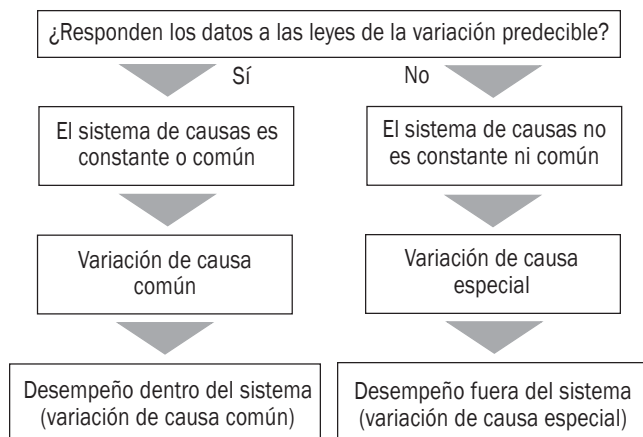 ¿Responden los datos a las leyes de la variación predecible?
Sí
No
El sistema de causas es
constante o común
El sistema de causas no
es constante ni común
Variación de causa
común
Variación de causa
especial
Desempeño dentro del sistema
(variación de causa común)
Desempeño fuera del sistema
(variación de causa especial)